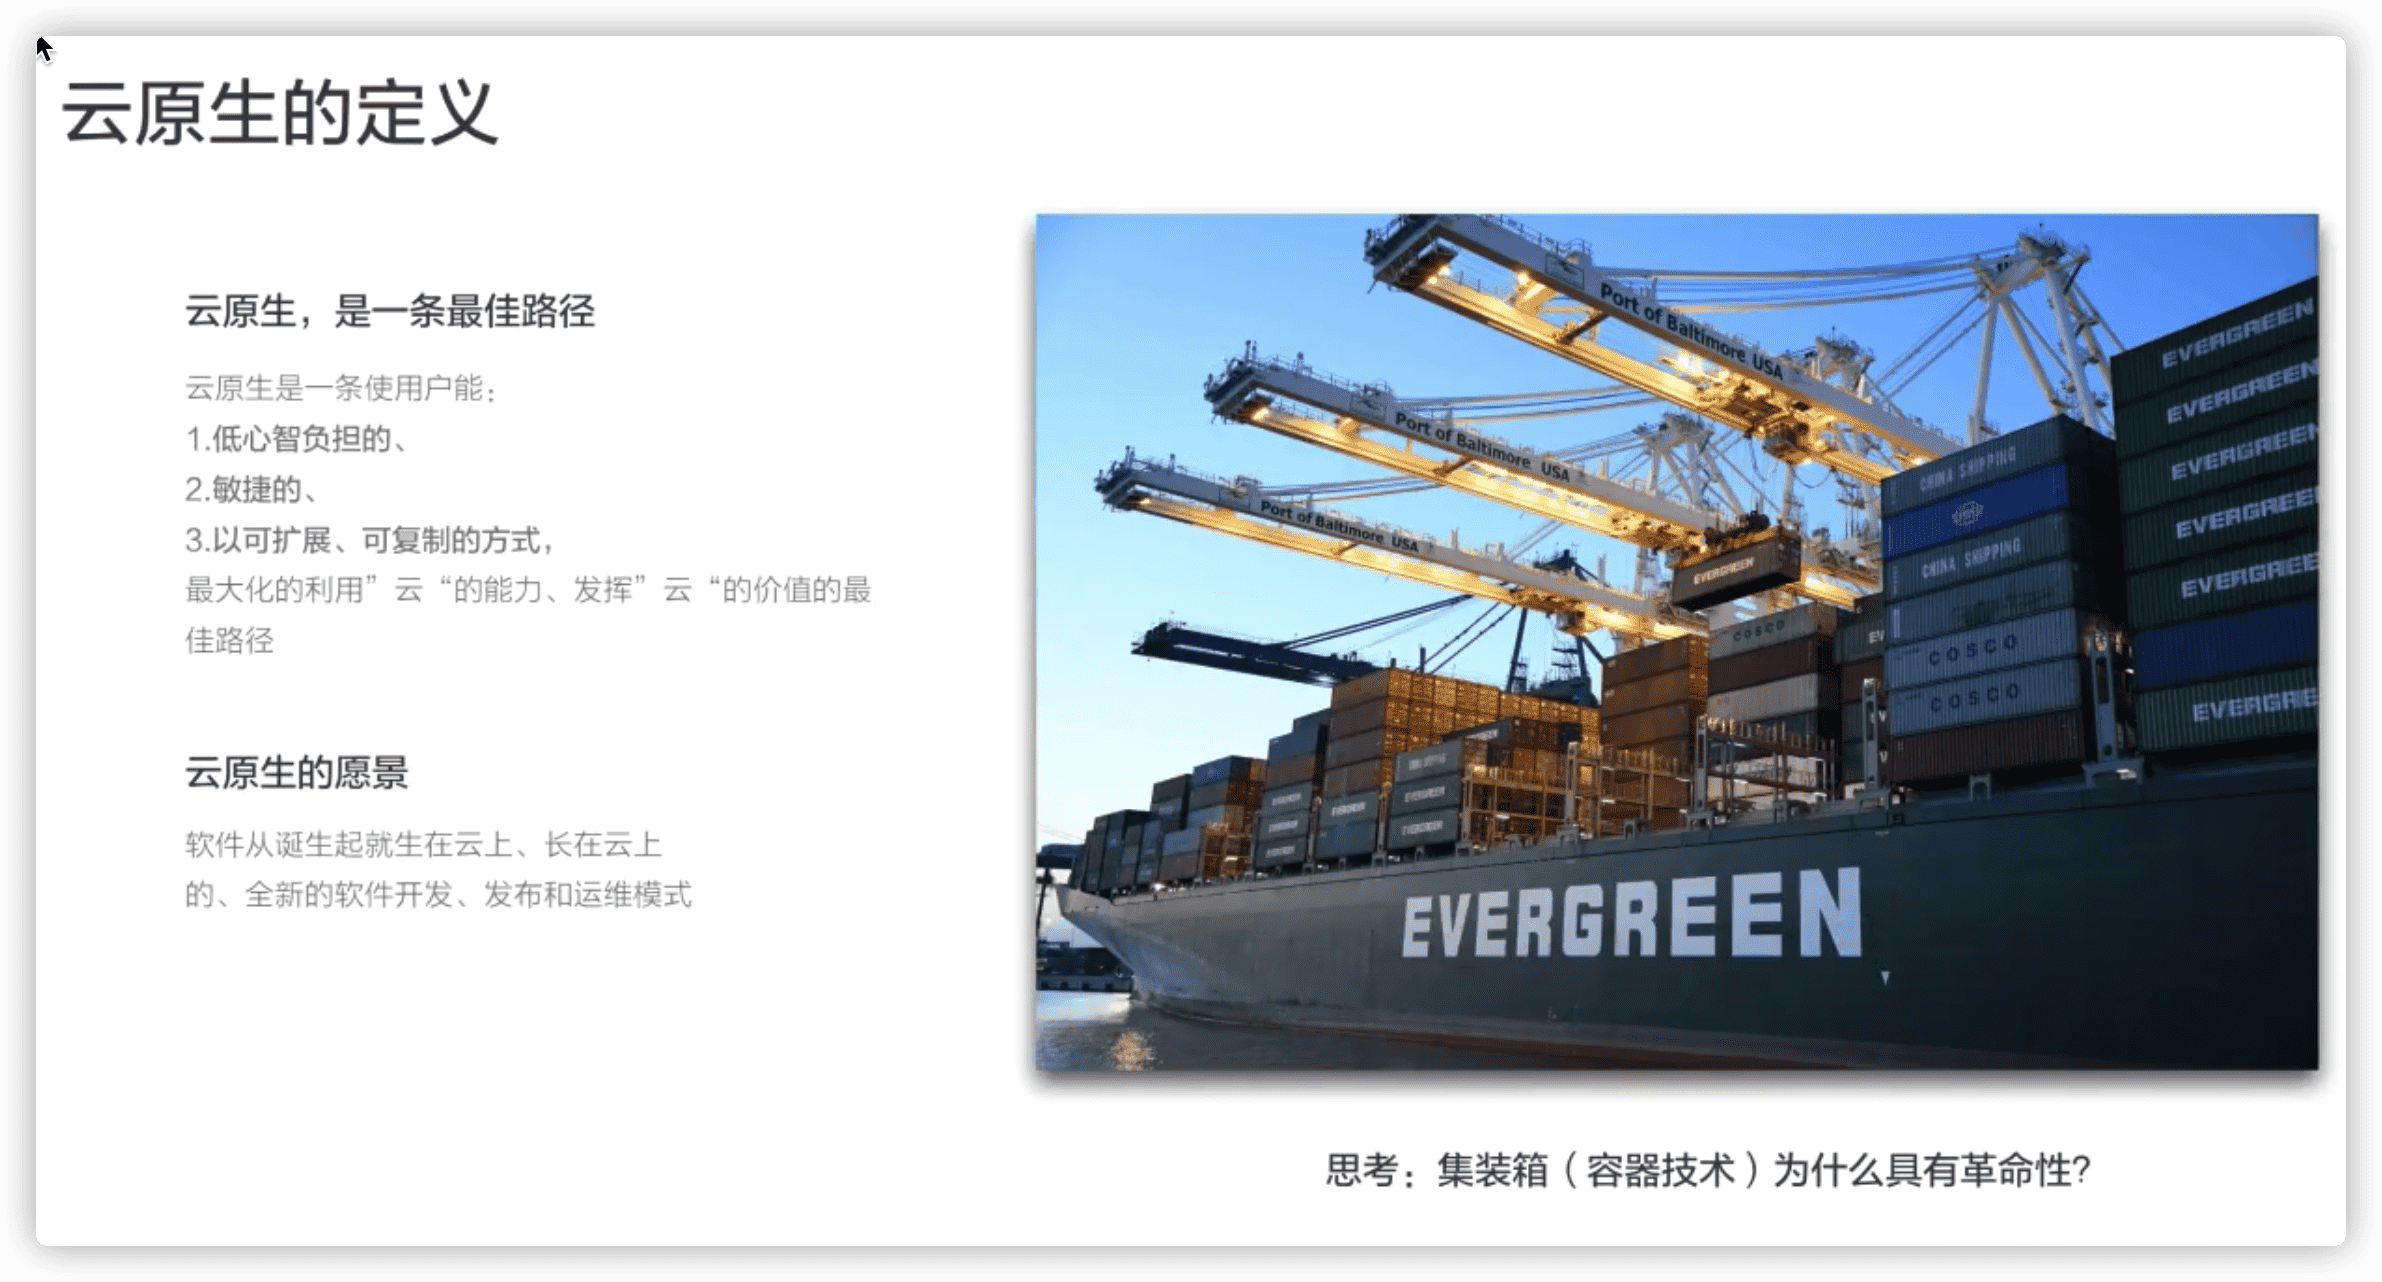 云原生的定义
云原生，是一条最佳路径
云原生是一条使用户能：
1.低心智负担的、
2.敏捷的、
3.以可扩展、可复制的方式，
最大化的利用”云“的能力、发挥”云“的价值的最
佳路径
云原生的愿景
软件从诞生起就生在云上、长在云上
的、全新的软件开发、发布和运维模式
Port of Baltimore USA
Port of Baltimore USA
Port of Baltimore USA
EVERGREEN
EVERGREEN
EVERGREEN
EVERGREE
EVERGREE
EVERGRE
CHINA SHIPPING
CHINA SHIPPING
COSCO
COSCO
COSCO
EVERGREEN
EVERGREEN
EVERGREEN
EVERGREEN
思考：集装箱（容器技术）为什么具有革命性？